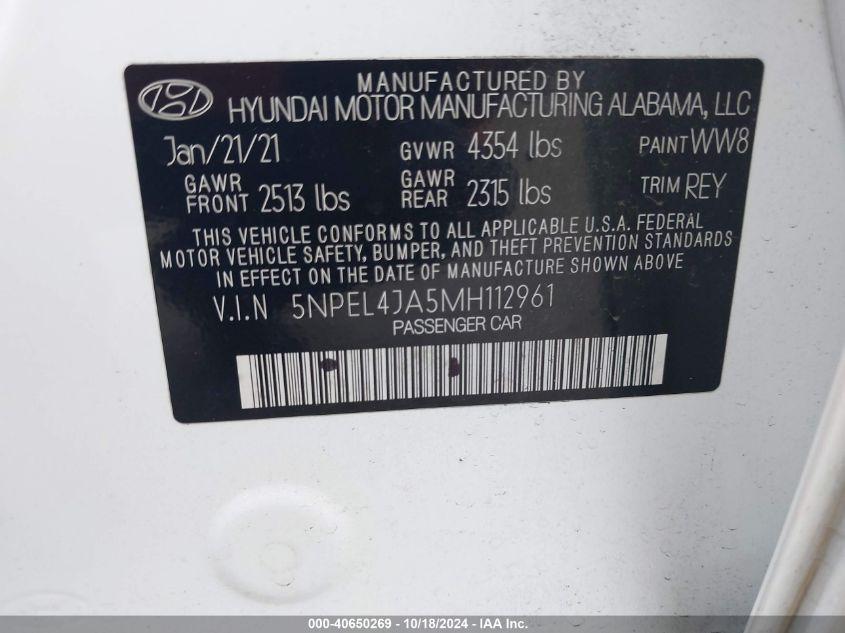 MANUFACTURED BY
HYUNDAI MOTOR MANUFACTURING ALABAMA, LLC
Jan/21/21 GVWR 4354 lbs PAINT WW8
GAWR FRONT 2513 lbs GAWR REAR 2315 lbs TRIM REY
THIS VEHICLE CONFORMS TO ALL APPLICABLE U.S.A. FEDERAL
MOTOR VEHICLE SAFETY, BUMPER, AND THEFT PREVENTION STANDARDS
IN EFFECT ON THE DATE OF MANUFACTURE SHOWN ABOVE
V.I.N 5NPEL4JA5MH112961
PASSENGER CAR
000-40650269 - 10/18/2024 - IAA Inc.